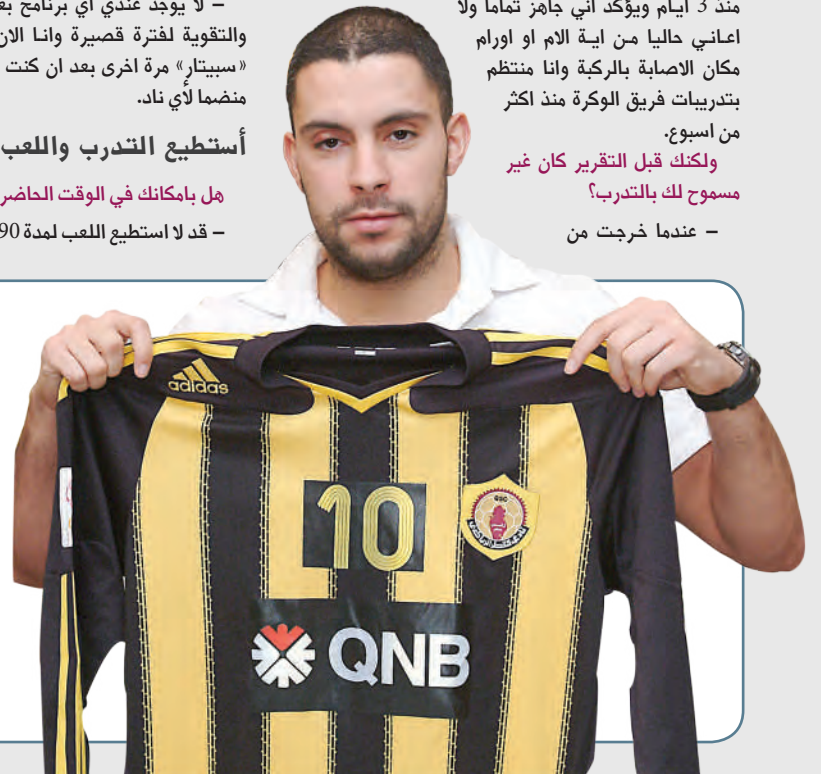 منذ 3 ايام ويؤكد اني جاهز تماما ولا
اعاني حاليا من اية الام او اورام
مكان الاصابة بالركبة وانا منتظم
بتدريبات فريق الوكرة منذ اكثر
من اسبوع.
ولكنك قبل التقرير كان غير
مسموح لك بالتدرب؟
– عندما خرجت من
– لا يوجد عندي اي برنامج
والتقوية لفترة قصيرة وانا الان
«سبيتار» مرة اخرى بعد ان كنت
منضما لأي ناد.
أستطيع التدرب واللعب
هل بامكانك في الوقت الحاضر
– قد لا استطيع اللعب لمدة 90
adidas
10
QSC
QNB